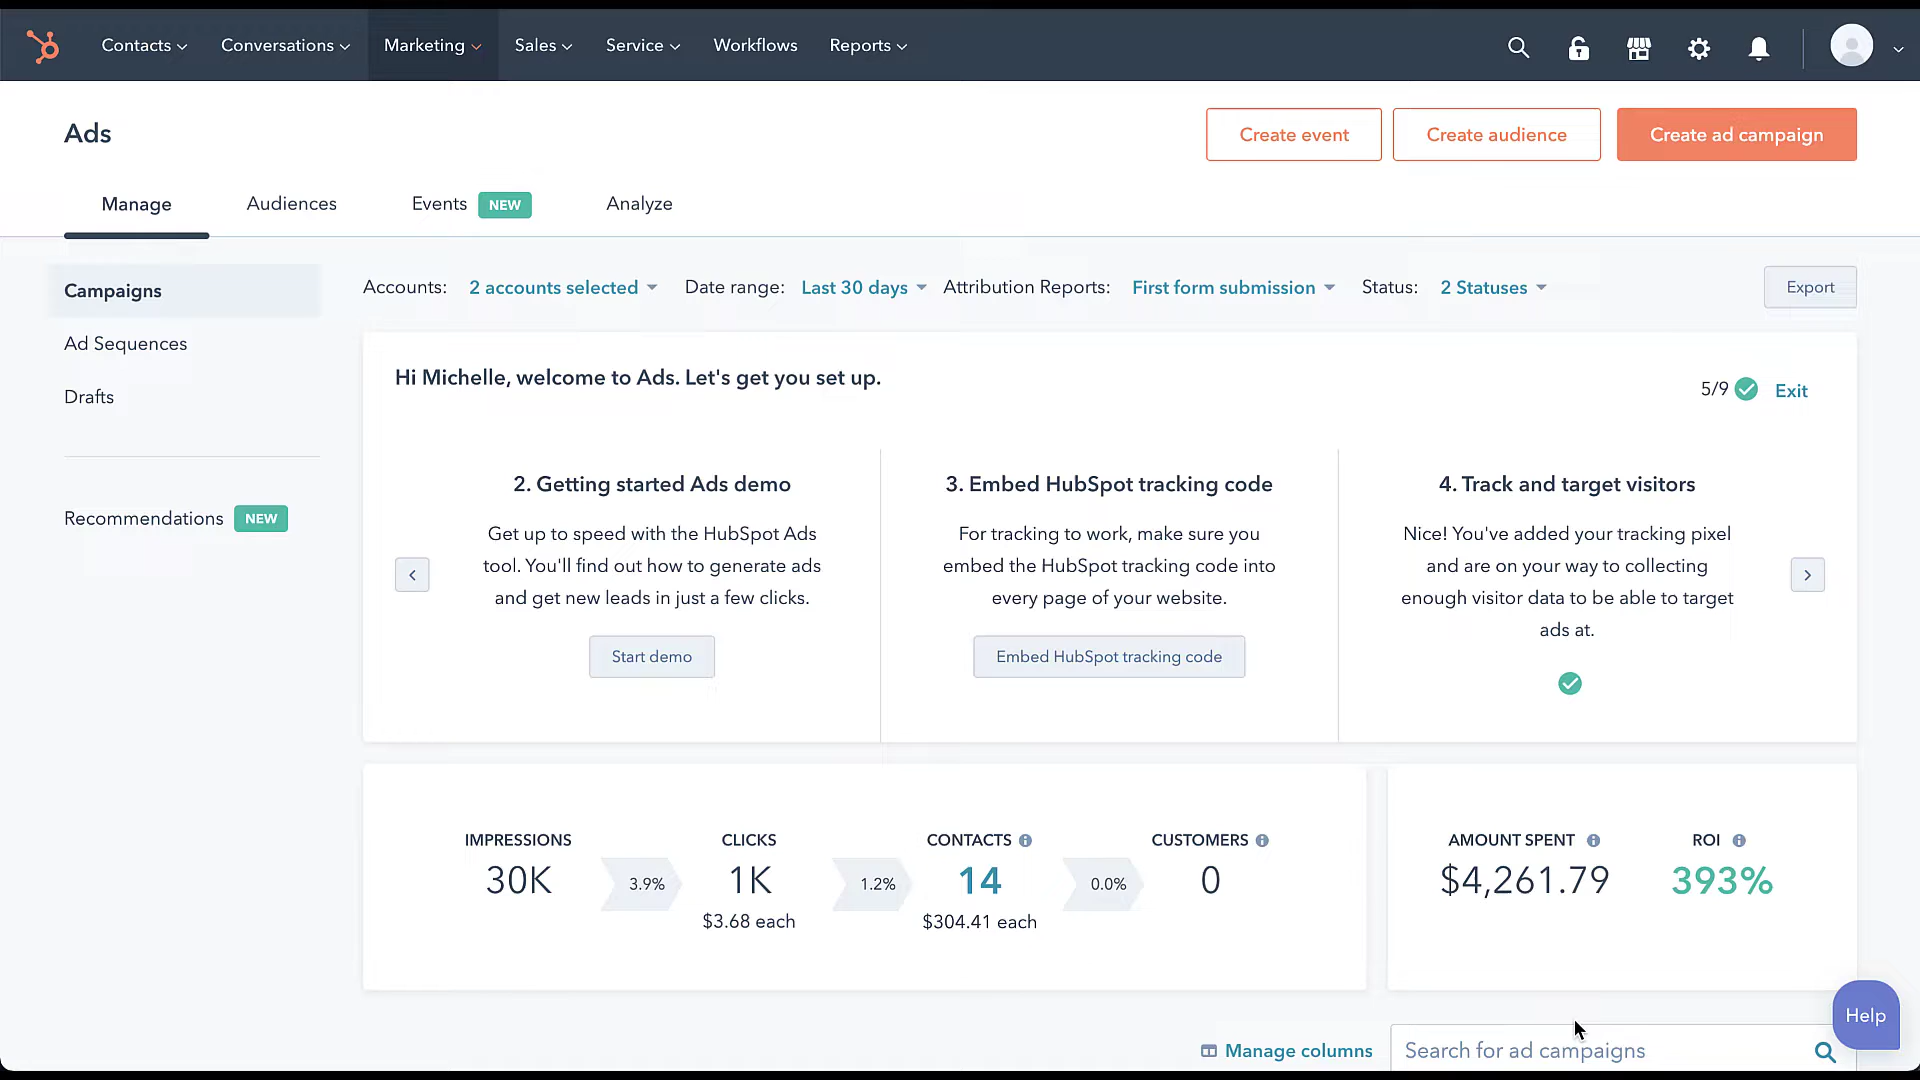 Contacts Conversations Marketing Sales Service Workflows Reports
Ads
Create event Create audience Create ad campaign
Manage Audiences Events NEW Analyze
Campaigns
Ad Sequences
Drafts
Recommendations NEW
Accounts: 2 accounts selected Date range: Last 30 days Attribution Reports: First form submission Status: 2 Statuses Export
Hi Michelle, welcome to Ads. Let's get you set up.
5/9 Exit
2. Getting started Ads demo
Get up to speed with the HubSpot Ads
tool. You'll find out how to generate ads
and get new leads in just a few clicks.
Start demo
3. Embed HubSpot tracking code
For tracking to work, make sure you
embed the HubSpot tracking code into
every page of your website.
Embed HubSpot tracking code
4. Track and target visitors
Nice! You've added your tracking pixel
and are on your way to collecting
enough visitor data to be able to target
ads at.
IMPRESSIONS
30K
3.9%
CLICKS
1K
$3.68 each
1.2%
CONTACTS
14
$304.41 each
0.0%
CUSTOMERS
0
AMOUNT SPENT
$4,261.79
ROI
393%
Manage columns
Search for ad campaigns
Help